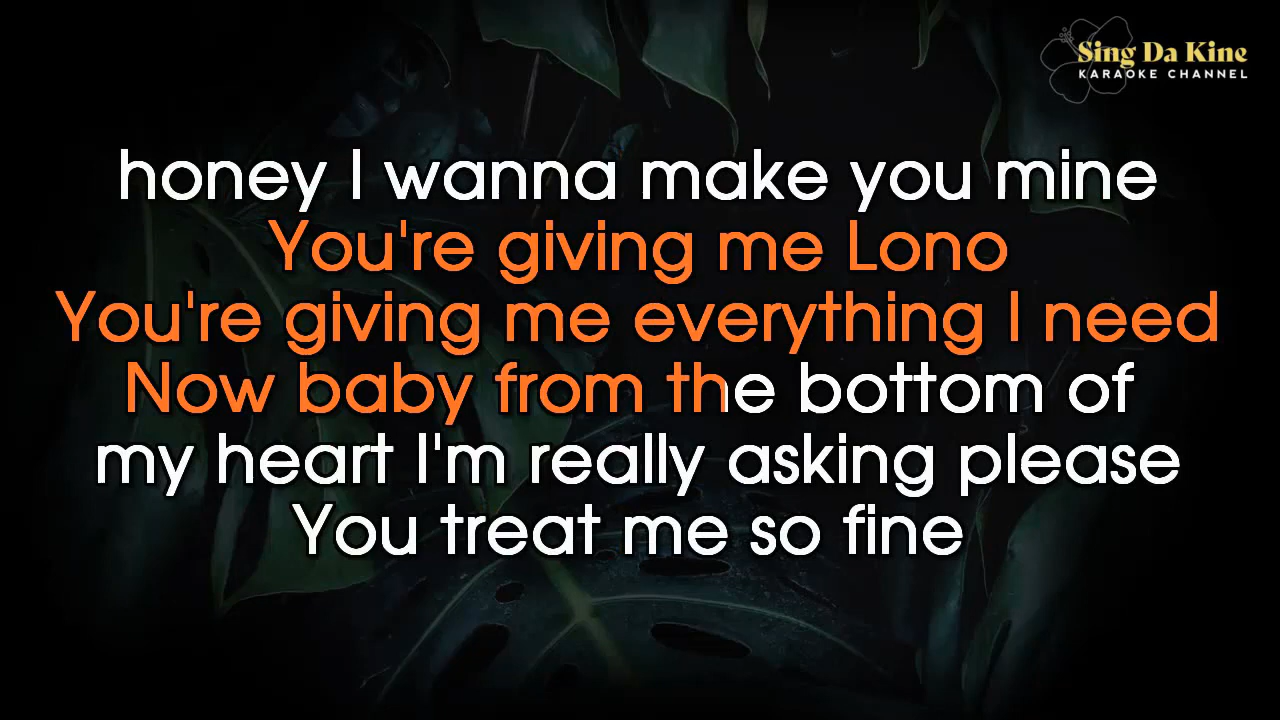 Sing Da Kine
KARAOKE CHANNEL
honey I wanna make you mine
You're giving me Lono
You're giving me everything I need
Now baby from the bottom of
my heart I'm really asking please
You treat me so fine